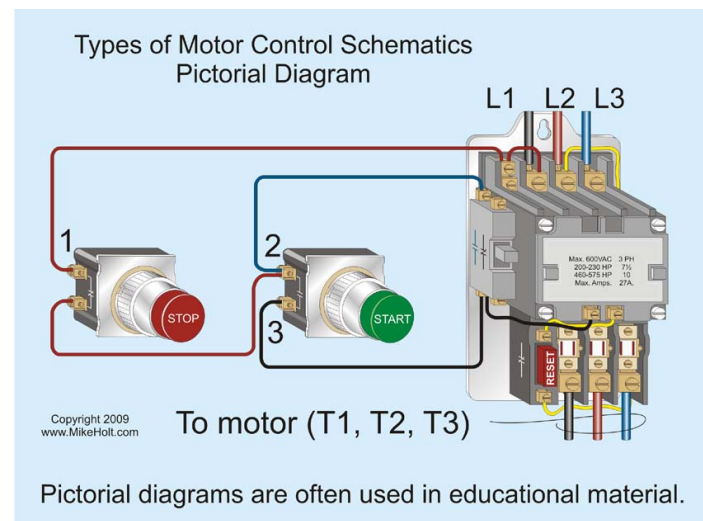 Types of Motor Control Schematics
Pictorial Diagram
L1 L2 L3
1
2
3
STOP
START
Max. 600VAC 3 PH
200-230 HP 7½
460-575 HP 10
Max. Amps. 27A.
RESET
Copyright 2009
www.MikeHolt.com
To motor (T1, T2, T3)
Pictorial diagrams are often used in educational material.